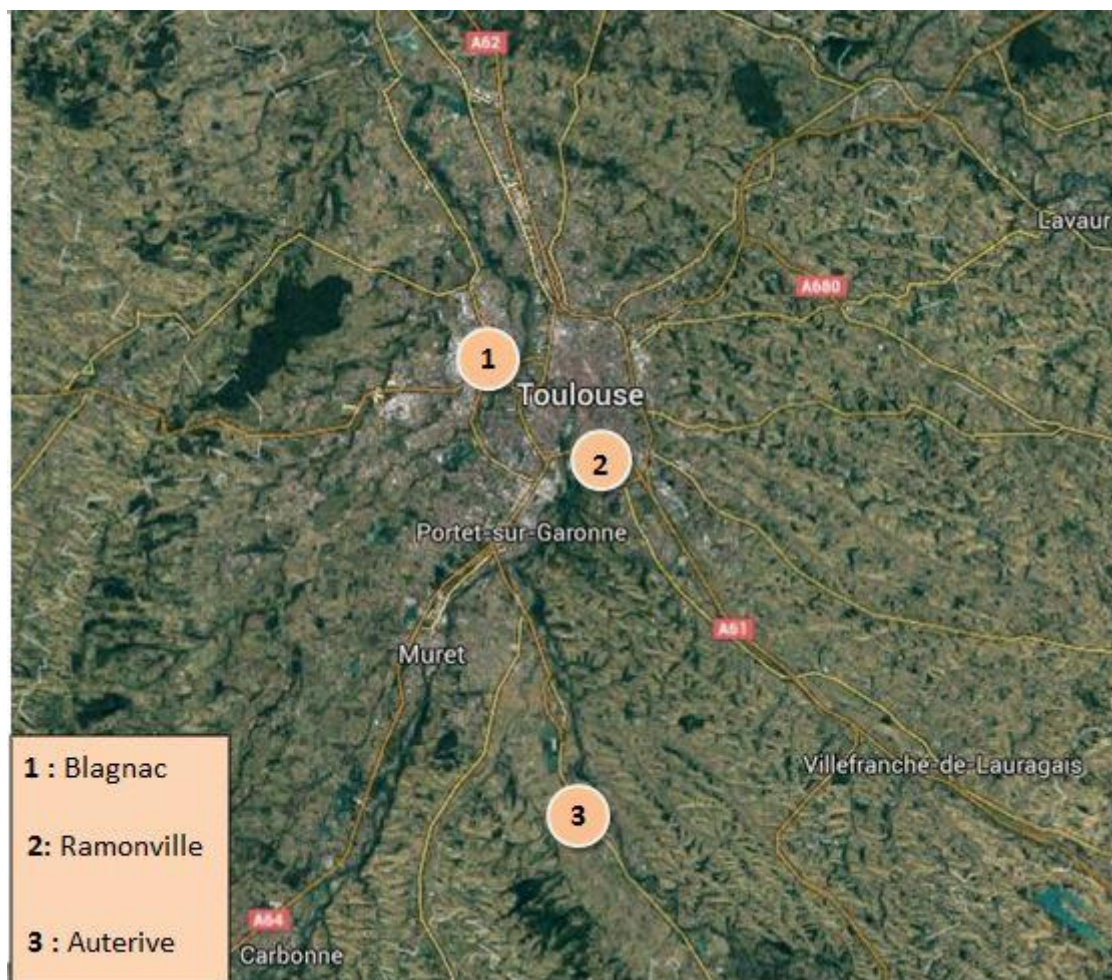 A62
Lavaur
A680
1
Toulouse
2
Portet-sur-Garonne
A61
Muret
1 : Blagnac
Villefranche-de-Lauragais
3
2: Ramonville
A64
3 : Auterive
Carbonne